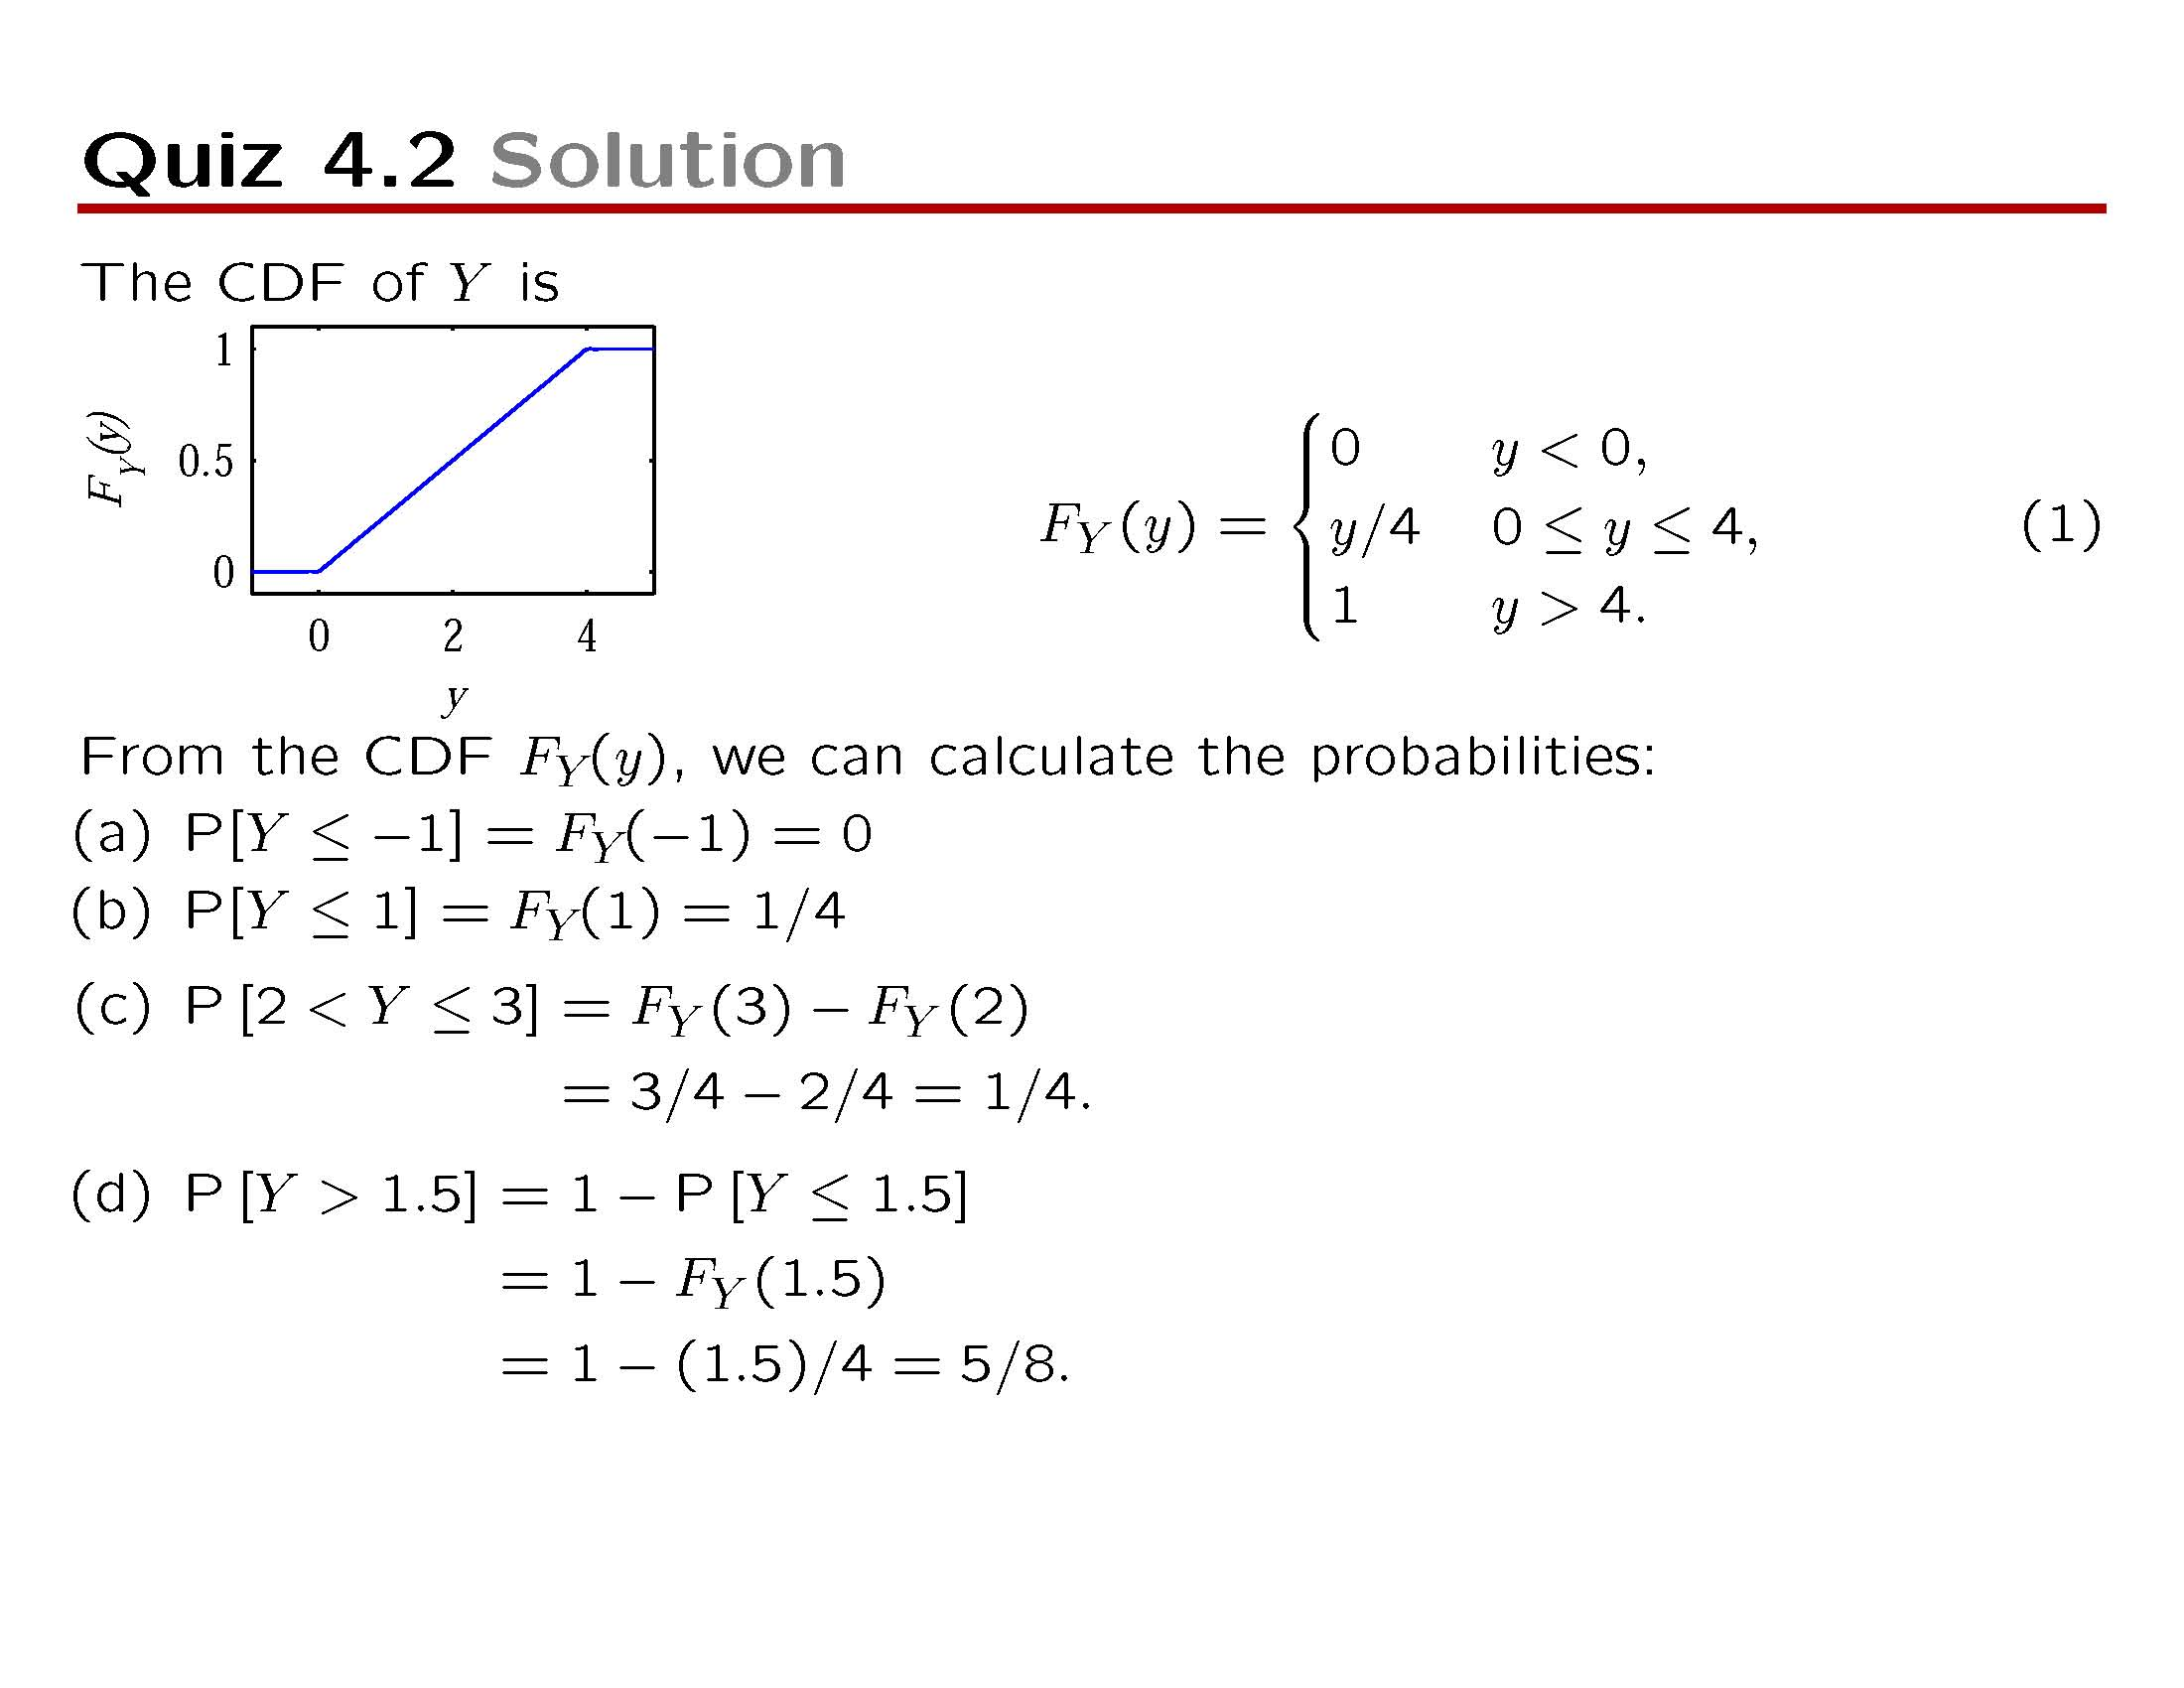 Quiz 4.2 Solution
The CDF of Y is
1
0.5
0
F_Y(y)
0 2 4
y
F_Y(y) = { 0 y < 0,
y/4 0 ≤ y ≤ 4,
1 y > 4.
(1)
From the CDF F_Y(y), we can calculate the probabilities:
(a) P[Y ≤ −1] = F_Y(−1) = 0
(b) P[Y ≤ 1] = F_Y(1) = 1/4
(c) P [2 < Y ≤ 3] = F_Y(3) − F_Y(2)
= 3/4 − 2/4 = 1/4.
(d) P [Y > 1.5] = 1 − P [Y ≤ 1.5]
= 1 − F_Y(1.5)
= 1 − (1.5)/4 = 5/8.